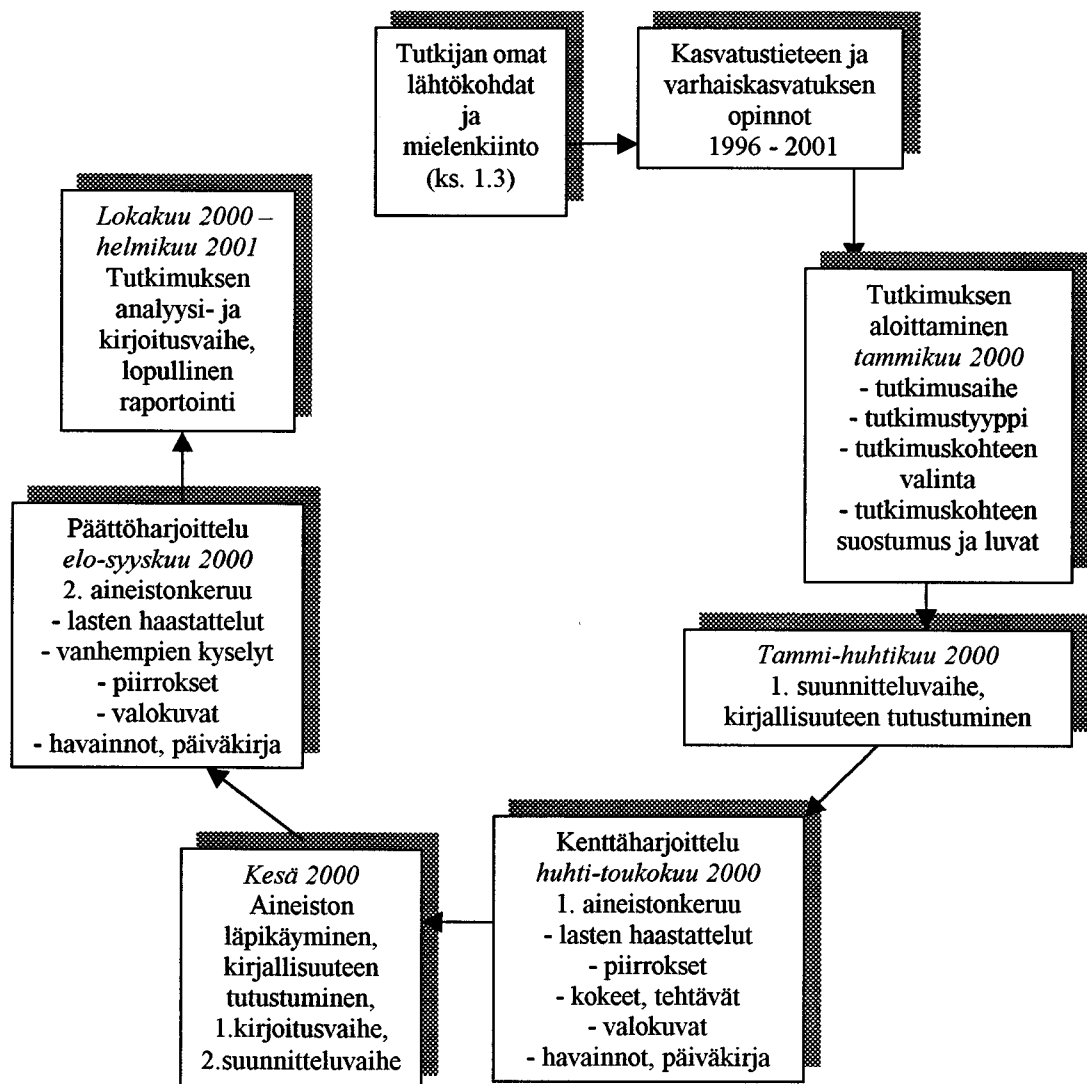 Tutkijan omat
lähtökohdat
ja
mielenkiinto
(ks. 1.3)
Kasvatustieteen ja
varhaiskasvatuksen
opinnot
1996 - 2001
Tutkimuksen
aloittaminen
tammikuu 2000
- tutkimusaihe
- tutkimustyyppi
- tutkimuskohteen
valinta
- tutkimuskohteen
suostumus ja luvat
Tammi-huhtikuu 2000
1. suunnitteluvaihe,
kirjallisuuteen tutustuminen
Kenttäharjoittelu
huhti-toukokuu 2000
1. aineistonkeruu
- lasten haastattelut
- piirrokset
- kokeet, tehtävät
- valokuvat
- havainnot, päiväkirja
Kesä 2000
Aineiston
läpikäyminen,
kirjallisuuteen
tutustuminen,
1.kirjoitusvaihe,
2.suunnitteluvaihe
Päättöharjoittelu
elo-syyskuu 2000
2. aineistonkeruu
- lasten haastattelut
- vanhempien kyselyt
- piirrokset
- valokuvat
- havainnot, päiväkirja
Lokakuu 2000 –
helmikuu 2001
Tutkimuksen
analyysi- ja
kirjoitusvaihe,
lopullinen
raportointi